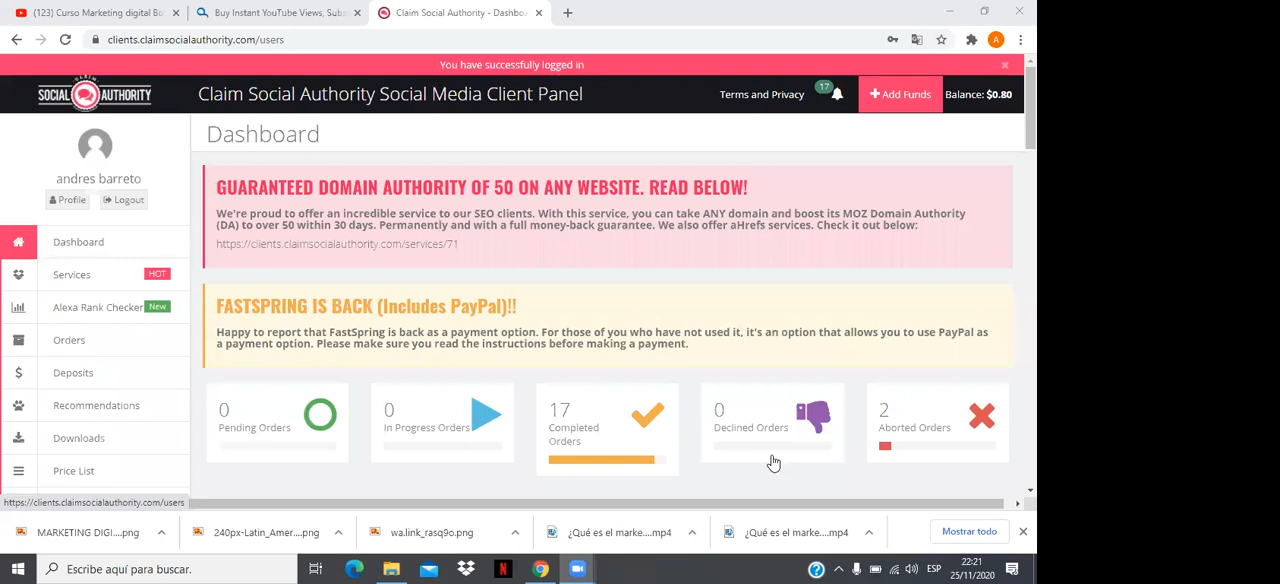 (123) Curso Marketing digital Bo
Buy Instant YouTube Views, Subs
Claim Social Authority - Dashbo
clients.claimsocialauthority.com/users
A
You have successfully logged in
CLAIM
SOCIAL AUTHORITY
Claim Social Authority Social Media Client Panel
Terms and Privacy
17
Add Funds
Balance: $0.80
andres barreto
Profile
Logout
Dashboard
Services HOT
Alexa Rank Checker New
Orders
Deposits
Recommendations
Downloads
Price List
Dashboard
GUARANTEED DOMAIN AUTHORITY OF 50 ON ANY WEBSITE. READ BELOW!
We're proud to offer an incredible service to our SEO clients. With this service, you can take ANY domain and boost its MOZ Domain Authority
(DA) to over 50 within 30 days. Permanently and with a full money-back guarantee. We also offer aHrefs services. Check it out below:
https://clients.claimsocialauthority.com/services/71
FASTSPRING IS BACK (Includes PayPal)!!
Happy to report that FastSpring is back as a payment option. For those of you who have not used it, it's an option that allows you to use PayPal as
a payment option. Please make sure you read the instructions before making a payment.
0
Pending Orders
0
In Progress Orders
17
Completed
Orders
0
Declined Orders
2
Aborted Orders
https://clients.claimsocialauthority.com/users
MARKETING DIGI....png
240px-Latin_Amer....png
wa.link_rasq9o.png
¿Qué es el marke....mp4
¿Qué es el marke....mp4
Mostrar todo
Escribe aquí para buscar.
ESP
22:21
25/11/2020